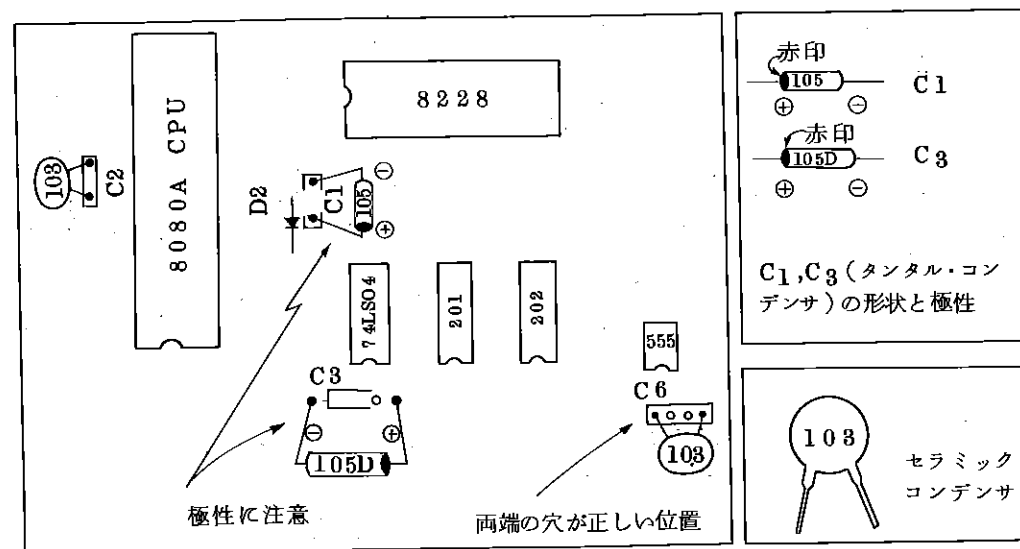 8080A CPU
8228
103
C2
D2
C1
105
⊖
⊕
74LS04
201
202
555
C3
⊖
⊕
105D
C6
103
極性に注意
両端の穴が正しい位置
赤印
105
C1
⊕
⊖
赤印
105D
C3
⊕
⊖
C1,C3(タンタル・コン
デンサ)の形状と極性
103
セラミック
コンデンサ